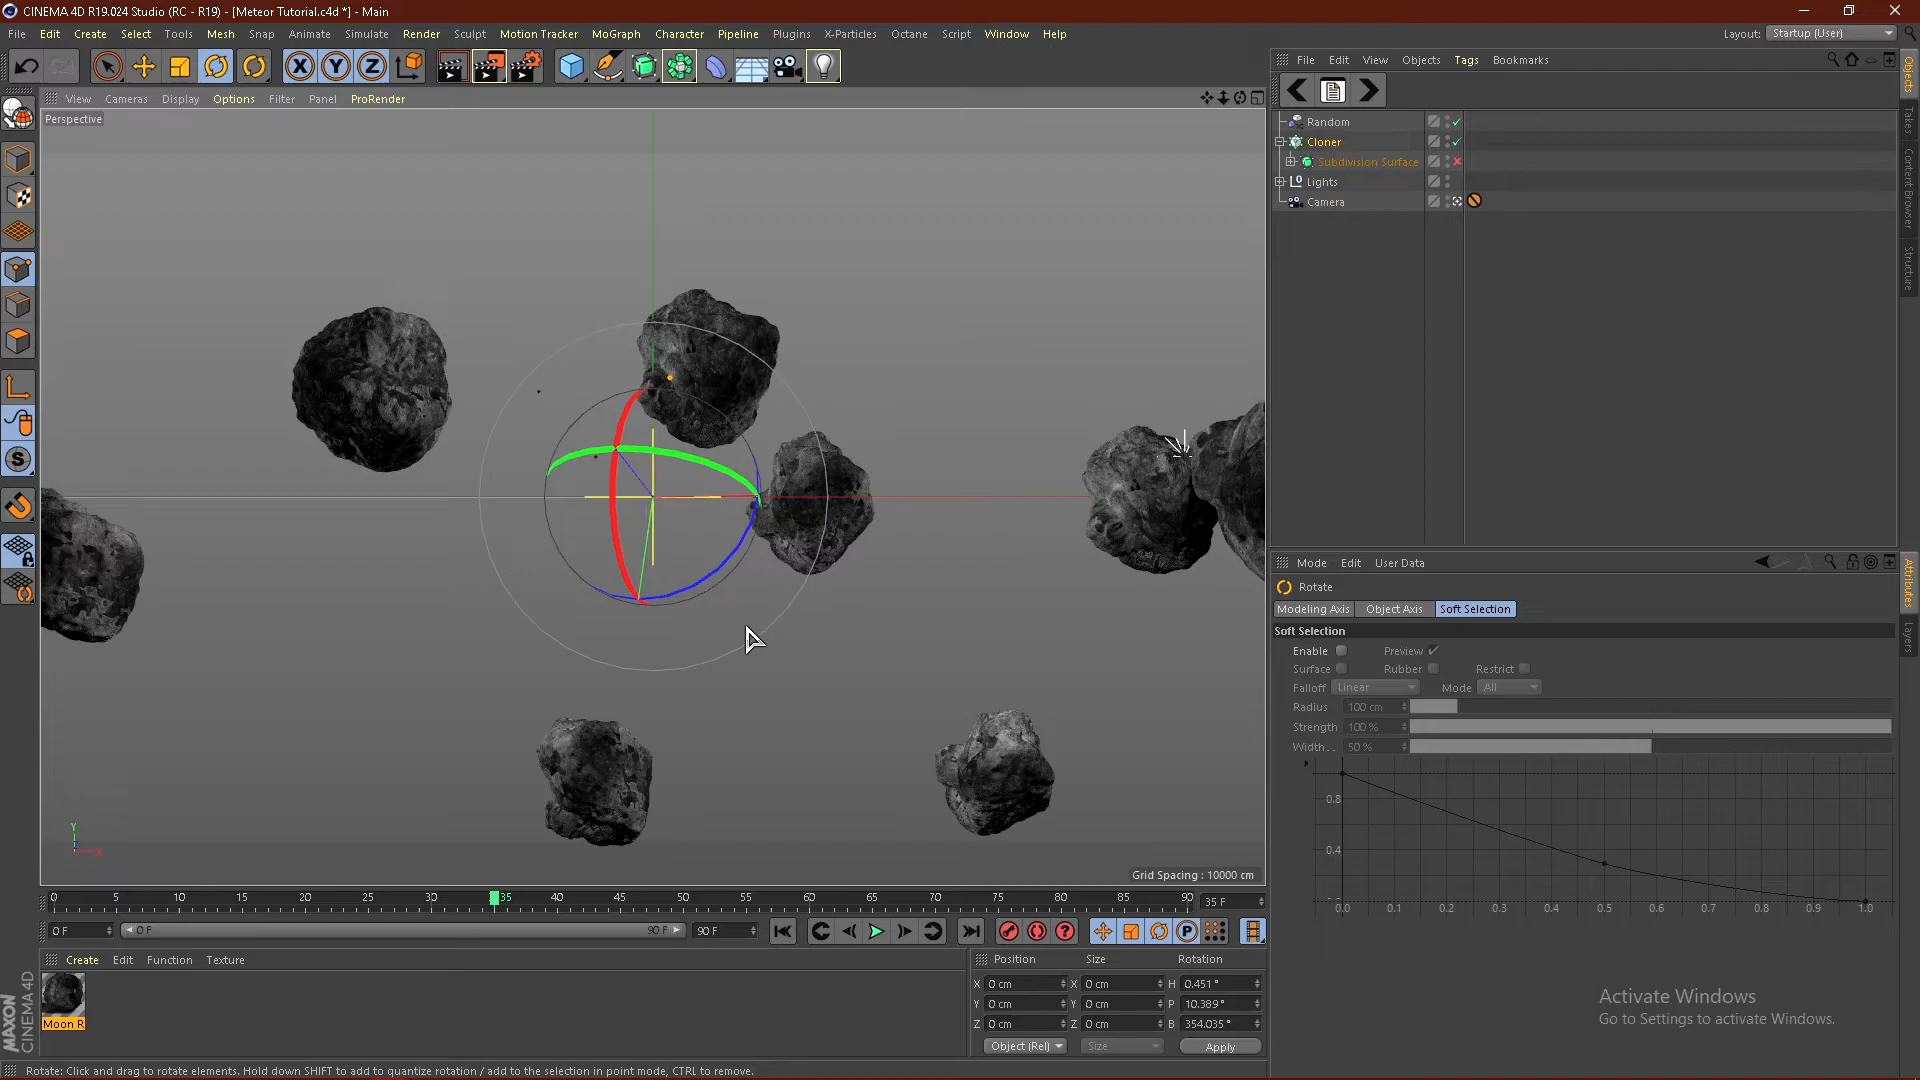 CINEMA 4D R19.024 Studio (RC - R19) - [Meteor Tutorial.c4d *] - Main
File Edit Create Select Tools Mesh Snap Animate Simulate Render Sculpt Motion Tracker MoGraph Character Pipeline Plugins X-Particles Octane Script Window Help
Layout: Startup (User)
X Y Z
View Cameras Display Options Filter Panel ProRender
Perspective
File Edit View Objects Tags Bookmarks
Random
Cloner
Subdivision Surface
Lights
Camera
Objects
Takes
Content Browser
Structure
Mode Edit User Data
Rotate
Modeling Axis Object Axis Soft Selection
Soft Selection
Enable Preview
Surface Rubber Restrict
Falloff Linear Mode All
Radius 100 cm
Strength 100 %
Width . . 50 %
0.8
0.4
0.0 0.1 0.2 0.3 0.4 0.5 0.6 0.7 0.8 0.9 1.0
Attributes
Layers
S
Y
X
Grid Spacing : 10000 cm
0 5 10 15 20 25 30 35 40 45 50 55 60 65 70 75 80 85 90 35 F
0 F 0 F 90 F 90 F
P
Create Edit Function Texture
Moon R
Position Size Rotation
X 0 cm X 0 cm H 0.451 °
Y 0 cm Y 0 cm P 10.389 °
Z 0 cm Z 0 cm B 354.035 °
Object (Rel) Size Apply
MAXON
CINEMA 4D
Activate Windows
Go to Settings to activate Windows.
Rotate: Click and drag to rotate elements. Hold down SHIFT to add to quantize rotation / add to the selection in point mode, CTRL to remove.